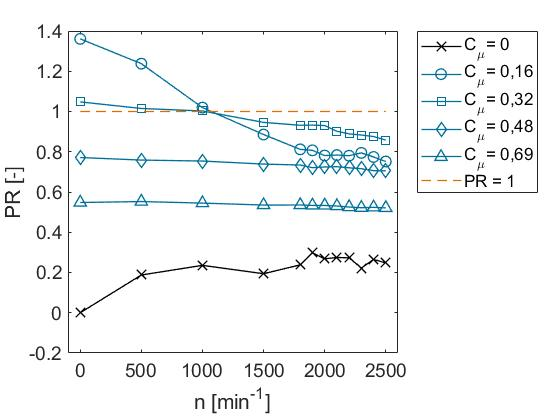 1.4
1.2
1
0.8
0.6
0.4
0.2
0
-0.2
PR [-]
0 500 1000 1500 2000 2500
n [min⁻¹]
C_μ = 0
C_μ = 0,16
C_μ = 0,32
C_μ = 0,48
C_μ = 0,69
PR = 1